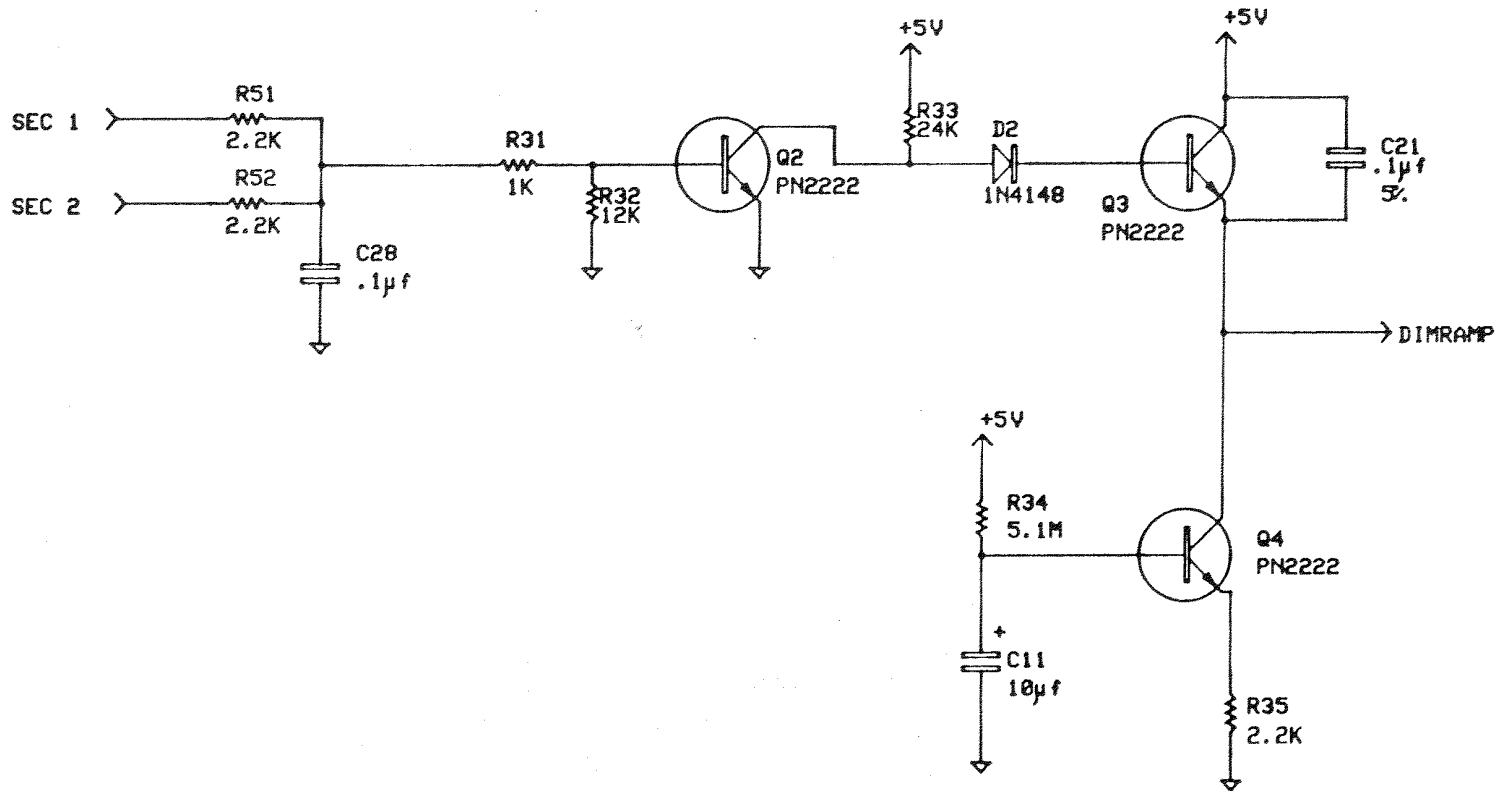 +5V
+5V
R51
SEC 1
2.2K
R33
24K
D2
R31
1K
Q2
PN2222
C21
.1µf
5%
R52
SEC 2
2.2K
R32
12K
1N4148
Q3
PN2222
C28
.1µf
DIMRAMP
+5V
R34
5.1M
Q4
PN2222
+
C11
10µf
R35
2.2K